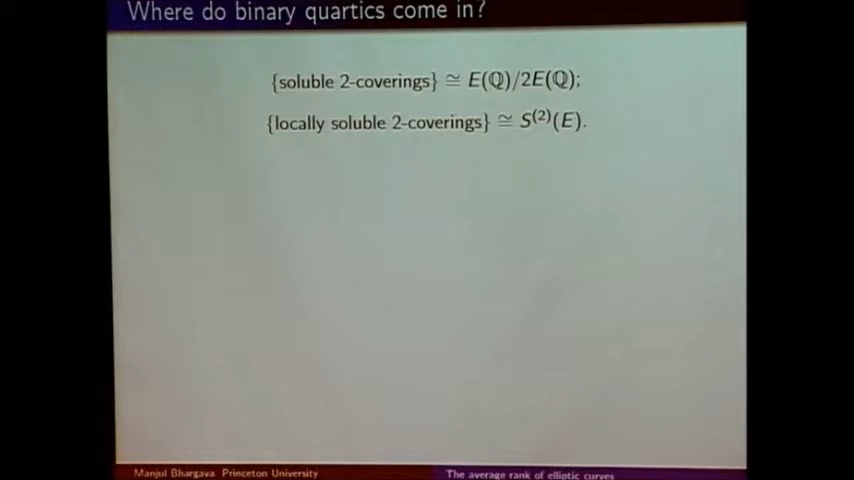 Where do binary quartics come in?
{soluble 2-coverings} ≅ E(ℚ)/2E(ℚ);
{locally soluble 2-coverings} ≅ S⁽²⁾(E).
Manjul Bhargava, Princeton University
The average rank of elliptic curves